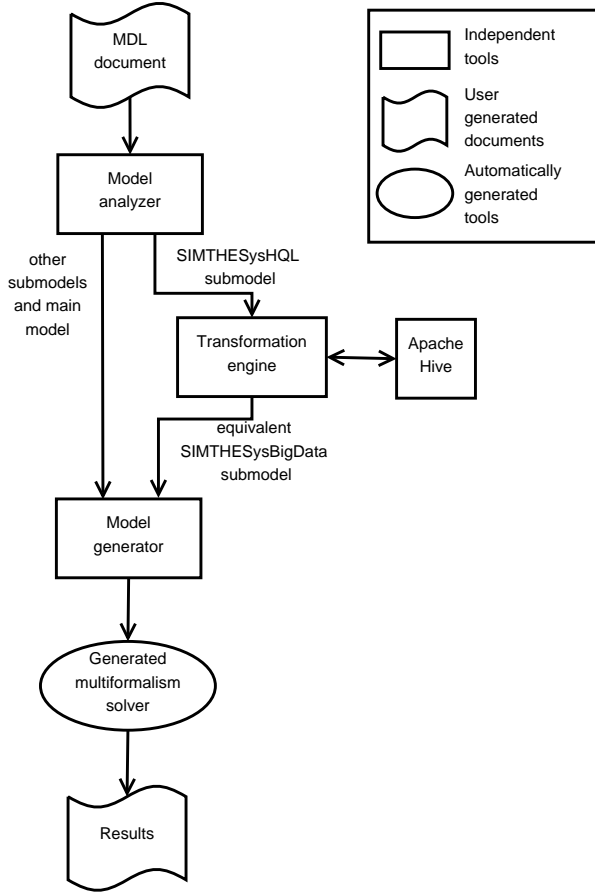 MDL
document
Independent
tools
User
generated
documents
Automatically
generated
tools
Model
analyzer
other
submodels
and main
model
SIMTHESysHQL
submodel
Transformation
engine
Apache
Hive
equivalent
SIMTHESysBigData
submodel
Model
generator
Generated
multiformalism
solver
Results